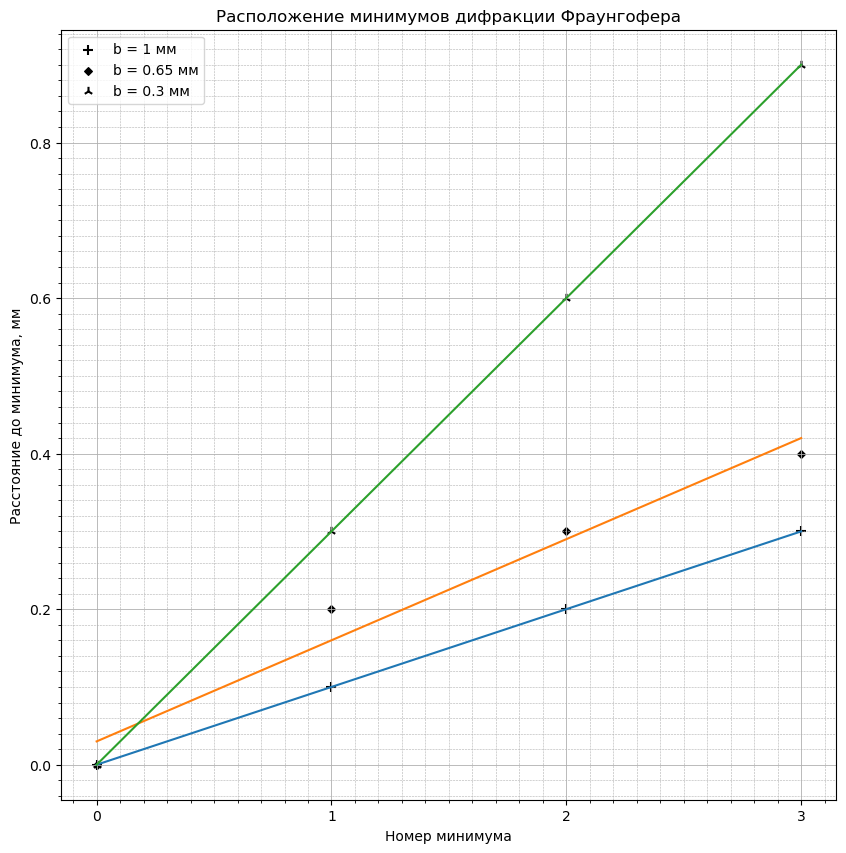 Расположение минимумов дифракции Фраунгофера
b = 1 мм
b = 0.65 мм
b = 0.3 мм
Расстояние до минимума, мм
0.8
0.6
0.4
0.2
0.0
0 1 2 3
Номер минимума